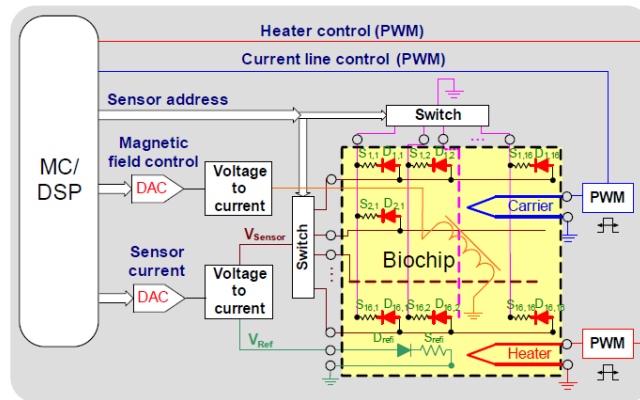 Heater control (PWM)
Current line control (PWM)
Sensor address
Switch
Magnetic field control
MC/
DSP
DAC
Voltage
to
current
S1,1 D1,1 S1,2 D1,2 ... S1,16 D1,16
PWM
Carrier
S2,1 D2,1
VSensor
Switch
Biochip
Sensor current
DAC
Voltage
to
current
S16,1 D16,1 S16,2 D16,2 S16,16 D16,16
VRef
Drefi Srefi
Heater
PWM